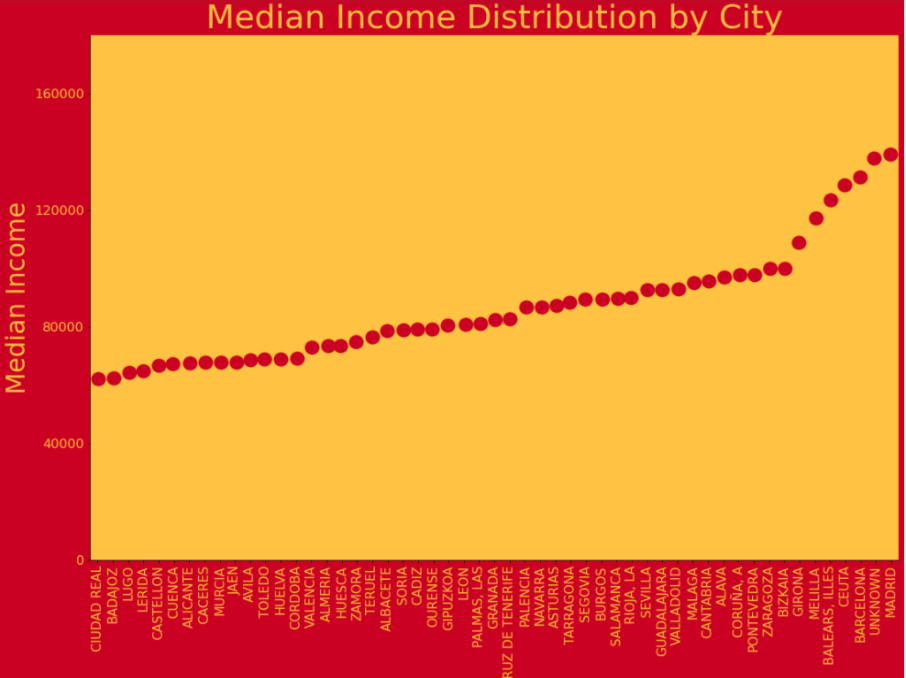 Median Income Distribution by City
Median Income
160000
120000
80000
40000
0
CIUDAD REAL
BADAJOZ
LUGO
LERIDA
CASTELLON
CUENCA
ALICANTE
CACERES
MURCIA
JAEN
AVILA
TOLEDO
HUELVA
CORDOBA
VALENCIA
ALMERIA
HUESCA
ZAMORA
TERUEL
ALBACETE
SORIA
CADIZ
OURENSE
GIPUZKOA
LEON
PALMAS, LAS
GRANADA
RUZ DE TENERIFE
PALENCIA
NAVARRA
ASTURIAS
TARRAGONA
SEGOVIA
BURGOS
SALAMANCA
RIOJA, LA
SEVILLA
GUADALAJARA
VALLADOLID
MALAGA
CANTABRIA
ALAVA
CORUÑA, A
PONTEVEDRA
ZARAGOZA
BIZKAIA
GIRONA
MELILLA
BALEARS, ILLES
CEUTA
BARCELONA
UNKNOWN
MADRID